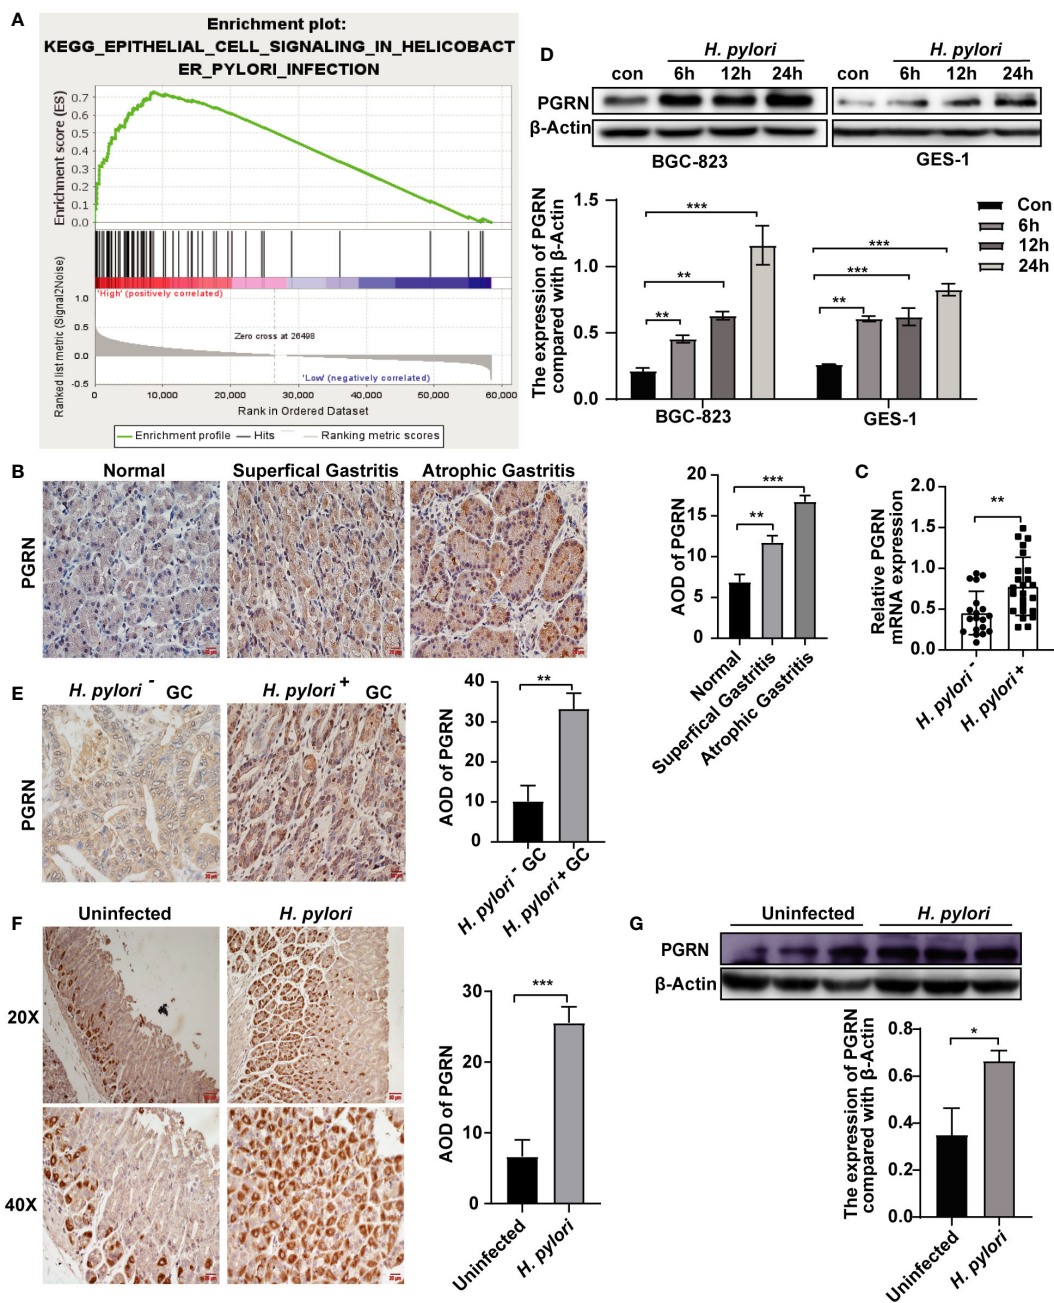 A
Enrichment plot:
KEGG_EPITHELIAL_CELL_SIGNALING_IN_HELICOBACT
ER_PYLORI_INFECTION
Enrichment score (ES)
0.7
0.6
0.5
0.4
0.3
0.2
0.1
0.0
'High' (positively correlated)
Ranked list metric (Signal2Noise)
1.0
0.5
0.0
-0.5
Zero cross at 26498
'Low' (negatively correlated)
0 10,000 20,000 30,000 40,000 50,000 60,000
Rank in Ordered Dataset
Enrichment profile Hits Ranking metric scores
D
H. pylori H. pylori
con 6h 12h 24h con 6h 12h 24h
PGRN
β-Actin
BGC-823 GES-1
The expression of PGRN
compared with β-Actin
1.5
1.0
0.5
0.0
*** ** ** *** *** **
Con
6h
12h
24h
BGC-823 GES-1
B
Normal Superfical Gastritis Atrophic Gastritis
PGRN
20 μm 20 μm 20 μm
AOD of PGRN
20
15
10
5
0
** ***
Normal
Superfical Gastritis
Atrophic Gastritis
C
Relative PGRN
mRNA expression
2.0
1.5
1.0
0.5
0.0
**
H. pylori -
H. pylori +
E
H. pylori - GC H. pylori + GC
PGRN
20 μm 20 μm
AOD of PGRN
40
30
20
10
0
**
H. pylori - GC
H. pylori + GC
F
Uninfected H. pylori
20X
40X
AOD of PGRN
30
20
10
0
***
Uninfected
H. pylori
G
Uninfected H. pylori
PGRN
β-Actin
The expression of PGRN
compared with β-Actin
0.8
0.6
0.4
0.2
0.0
*
Uninfected
H. pylori